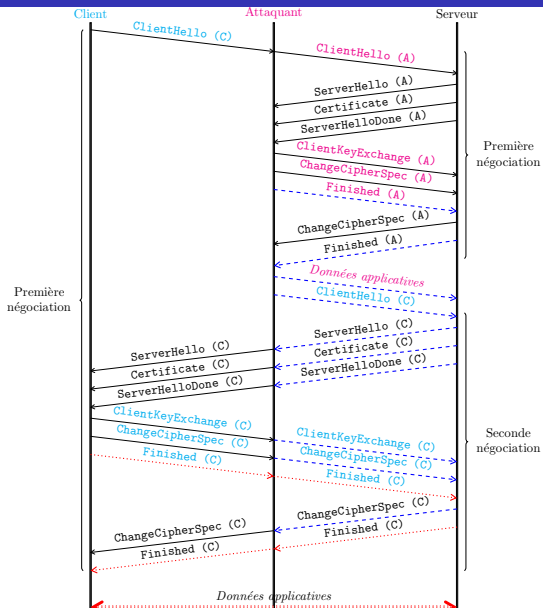 Client Attaquant Serveur
ClientHello (C)
ClientHello (A)
ServerHello (A)
Certificate (A)
ServerHelloDone (A)
ClientKeyExchange (A)
ChangeCipherSpec (A)
Finished (A)
ChangeCipherSpec (A)
Finished (A)
Première
négociation
Données applicatives
ClientHello (C)
Première
négociation
ServerHello (C)
Certificate (C)
ServerHelloDone (C)
ServerHello (C)
Certificate (C)
ServerHelloDone (C)
ClientKeyExchange (C)
ChangeCipherSpec (C)
Finished (C)
ClientKeyExchange (C)
ChangeCipherSpec (C)
Finished (C)
Seconde
négociation
ChangeCipherSpec (C)
Finished (C)
ChangeCipherSpec (C)
Finished (C)
Données applicatives